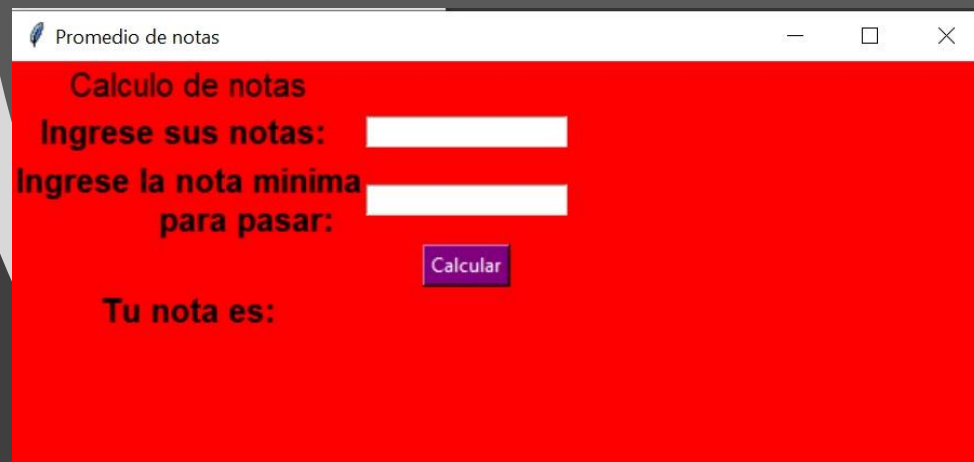 Promedio de notas
Calculo de notas
Ingrese sus notas:
Ingrese la nota minima
para pasar:
Calcular
Tu nota es: